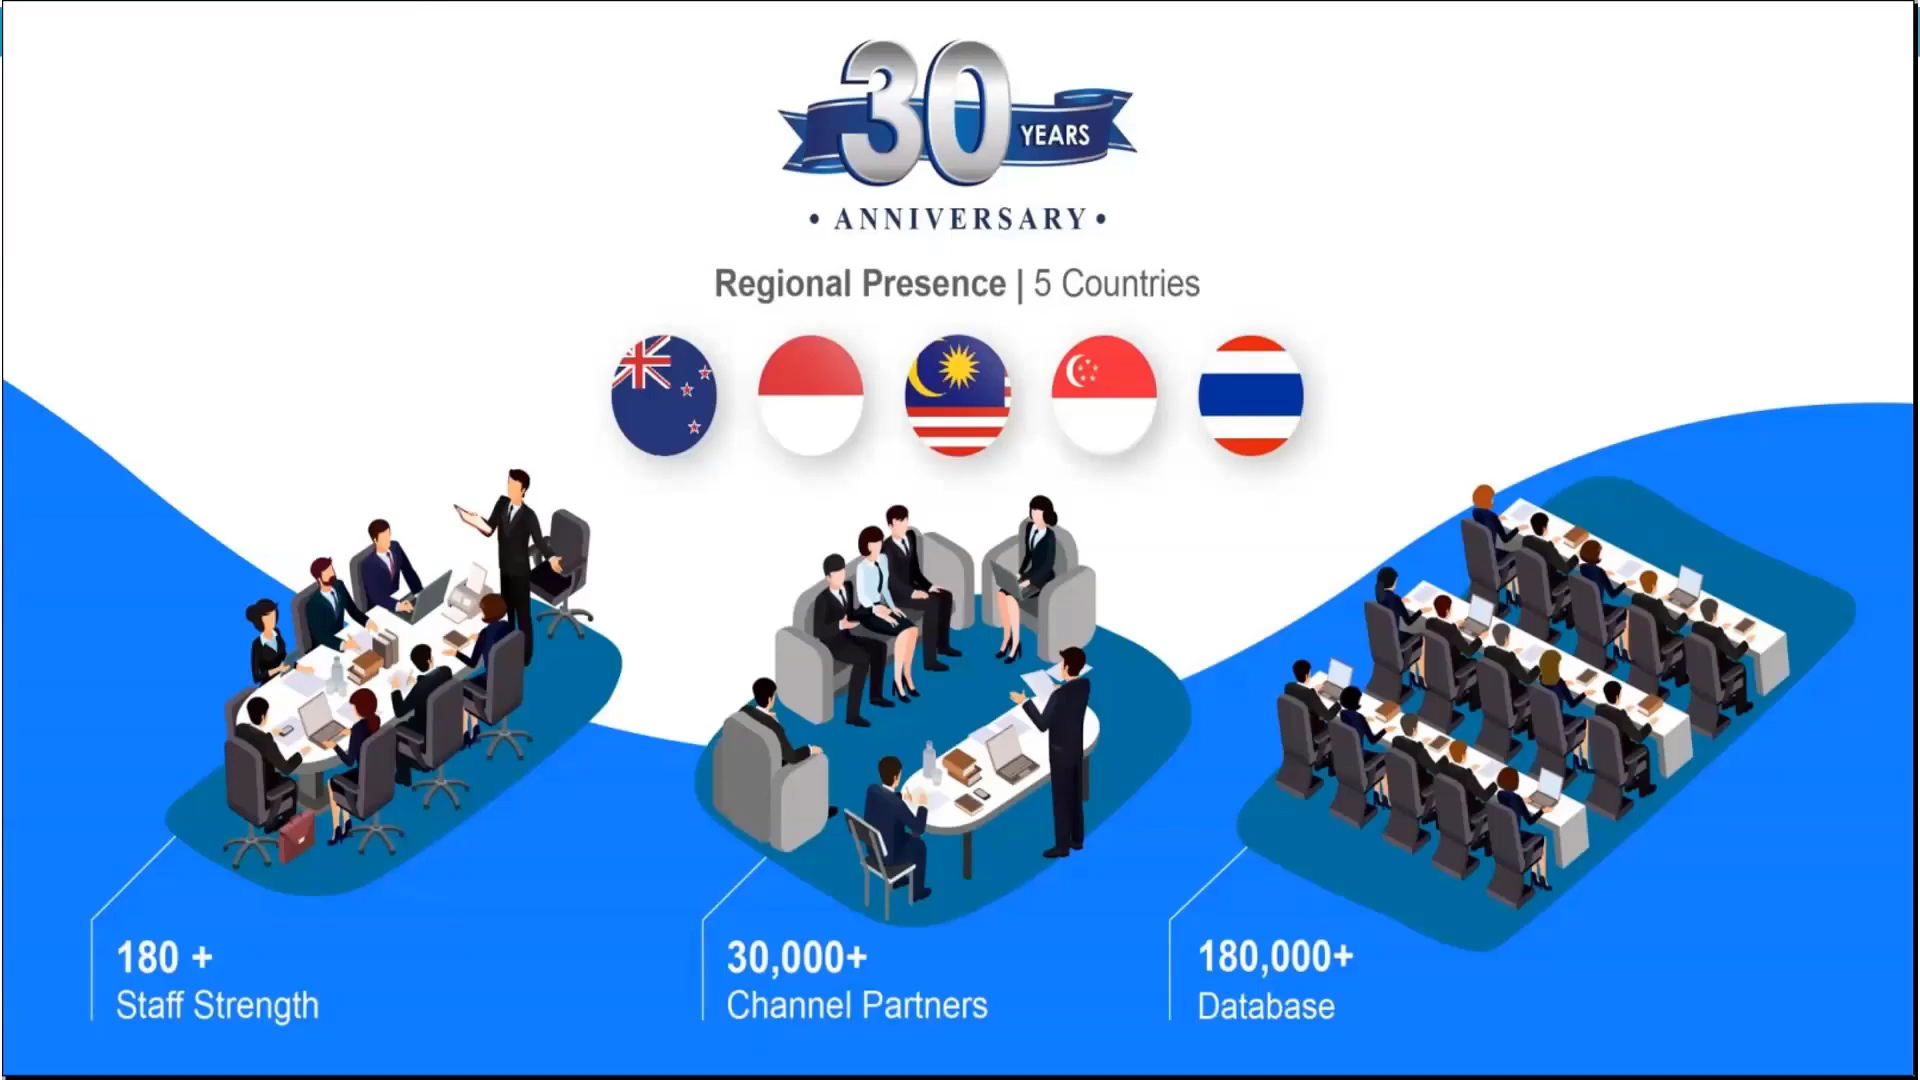 30 YEARS
• ANNIVERSARY •
Regional Presence | 5 Countries
180 +
Staff Strength
30,000+
Channel Partners
180,000+
Database